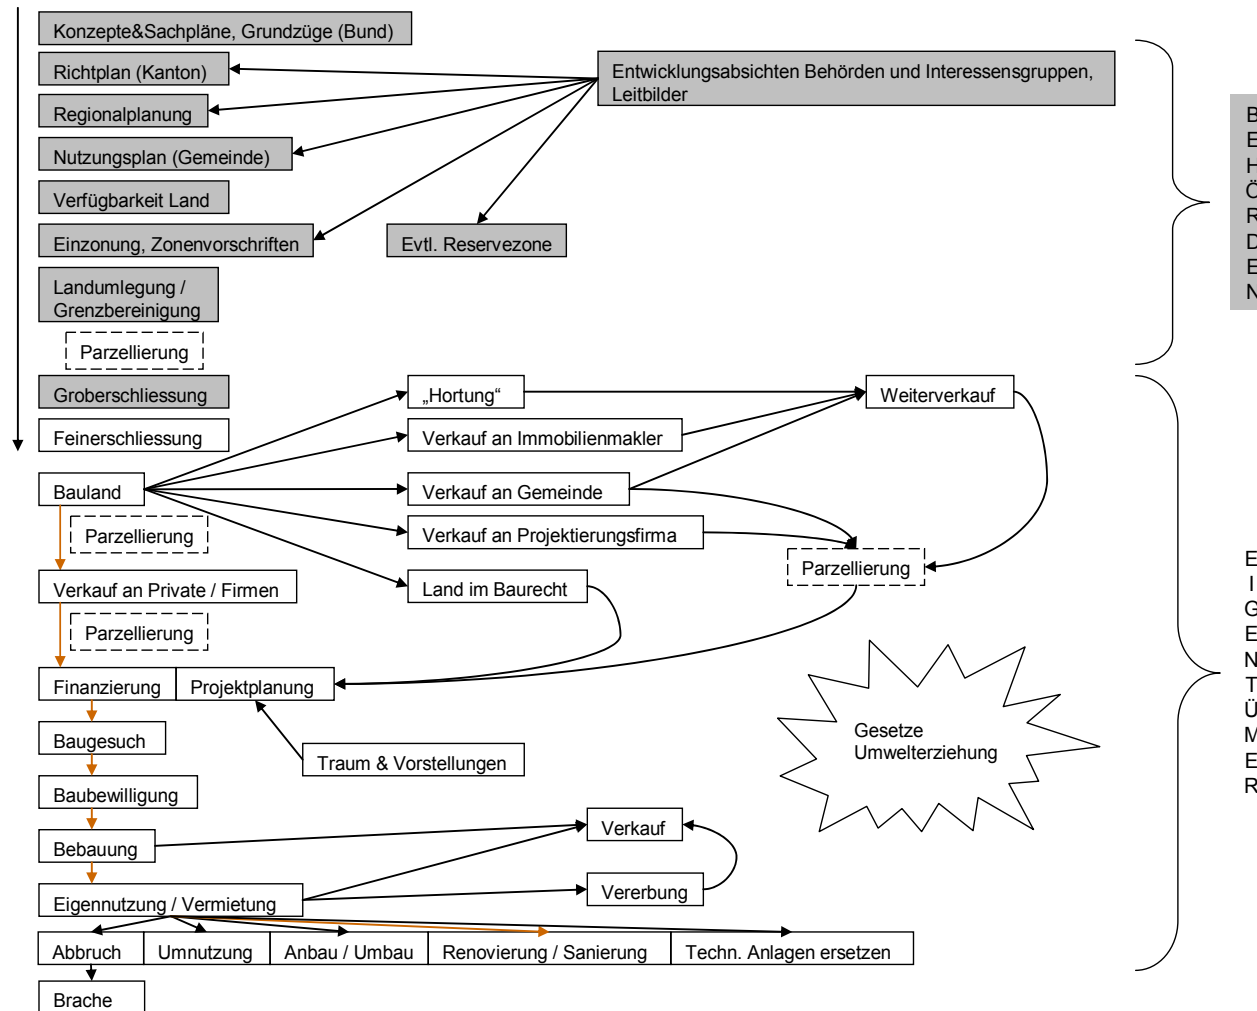 Konzepte&Sachpläne, Grundzüge (Bund)
Richtplan (Kanton)
Entwicklungsabsichten Behörden und Interessensgruppen,
Leitbilder
Regionalplanung
Nutzungsplan (Gemeinde)
Verfügbarkeit Land
Einzonung, Zonenvorschriften
Evtl. Reservezone
Landumlegung /
Grenzbereinigung
Parzellierung
B
E
H
Ö
R
D
E
N
Groberschliessung
„Hortung“
Weiterverkauf
Feinerschliessung
Verkauf an Immobilienmakler
Bauland
Verkauf an Gemeinde
Parzellierung
Verkauf an Projektierungsfirma
Parzellierung
Verkauf an Private / Firmen
Land im Baurecht
Parzellierung
Finanzierung
Projektplanung
Baugesuch
Traum & Vorstellungen
Gesetze
Umwelterziehung
Baubewilligung
Bebauung
Verkauf
Eigennutzung / Vermietung
Vererbung
Abbruch
Umnutzung
Anbau / Umbau
Renovierung / Sanierung
Techn. Anlagen ersetzen
Brache
E
I
G
E
N
T
Ü
M
E
R